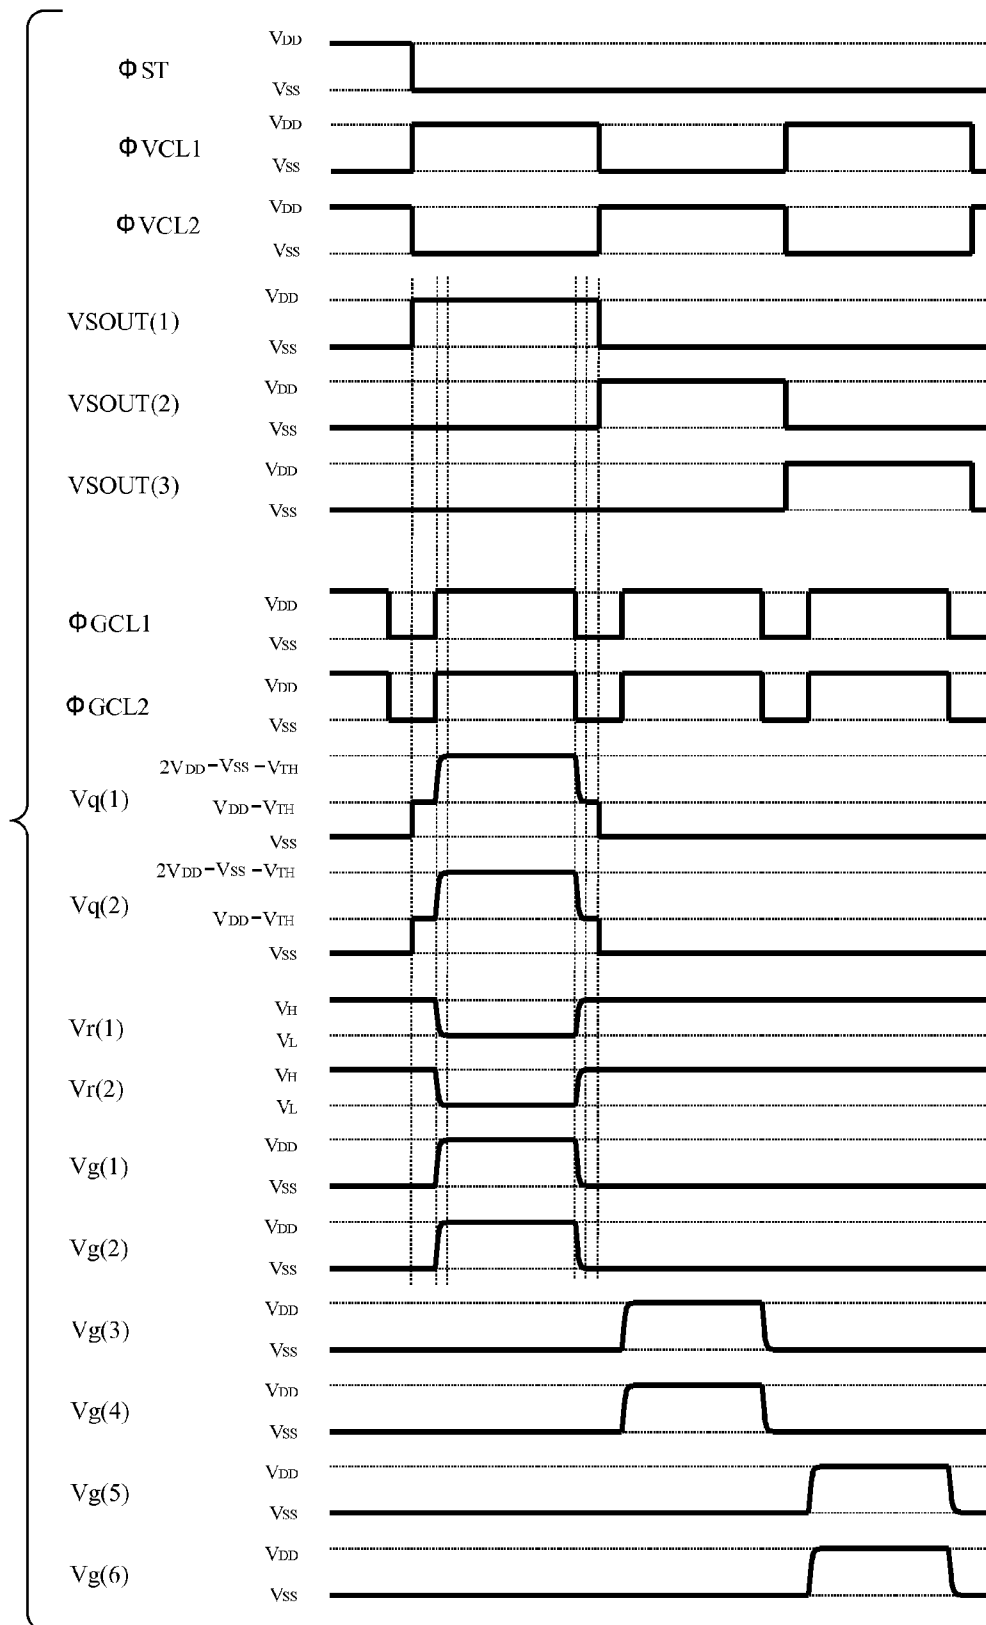 VDD
ΦST
VSS
VDD
ΦVCL1
VSS
VDD
ΦVCL2
VSS
VDD
VSOUT(1)
VSS
VDD
VSOUT(2)
VSS
VDD
VSOUT(3)
VSS
VDD
ΦGCL1
VSS
VDD
ΦGCL2
VSS
2VDD-VSS-VTH
Vq(1)
VDD-VTH
VSS
2VDD-VSS-VTH
Vq(2)
VDD-VTH
VSS
VH
Vr(1)
VL
VH
Vr(2)
VL
VDD
Vg(1)
VSS
VDD
Vg(2)
VSS
VDD
Vg(3)
VSS
VDD
Vg(4)
VSS
VDD
Vg(5)
VSS
VDD
Vg(6)
VSS